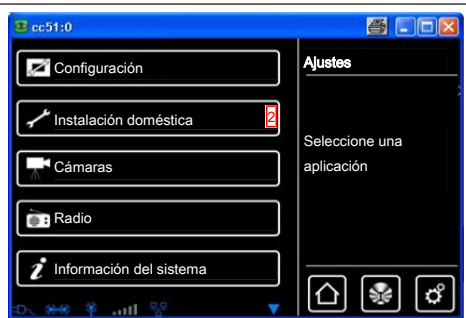 cc51:0
Configuración
Instalación doméstica 2
Cámaras
Radio
Información del sistema
Ajustes
Seleccione una
aplicación